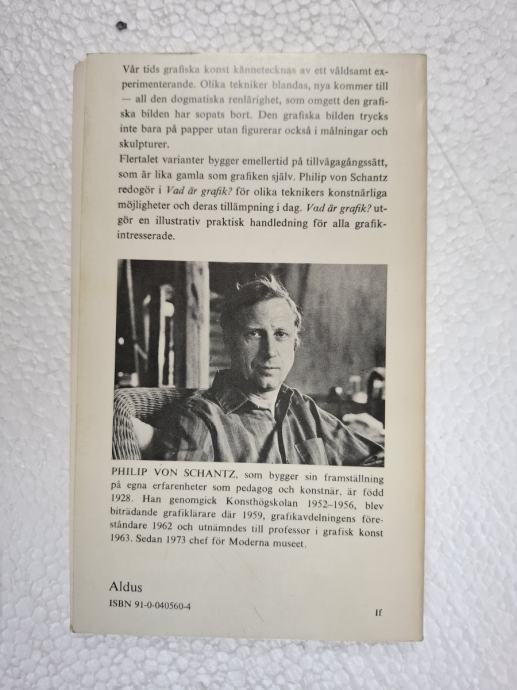 Vår tids grafiska konst kännetecknas av ett våldsamt ex-
perimenterande. Olika tekniker blandas, nya kommer till
— all den dogmatiska renlärighet, som omgett den grafi-
ska bilden har sopats bort. Den grafiska bilden trycks
inte bara på papper utan figurerar också i målningar och
skulpturer.
Flertalet varianter bygger emellertid på tillvägagångssätt,
som är lika gamla som grafiken själv. Philip von Schantz
redogör i Vad är grafik? för olika teknikers konstnärliga
möjligheter och deras tillämpning i dag. Vad är grafik? ut-
gör en illustrativ praktisk handledning för alla grafik-
intresserade.
PHILIP VON SCHANTZ, som bygger sin framställning
på egna erfarenheter som pedagog och konstnär, är född
1928. Han genomgick Konsthögskolan 1952–1956, blev
biträdande grafiklärare där 1959, grafikavdelningens före-
ståndare 1962 och utnämndes till professor i grafisk konst
1963. Sedan 1973 chef för Moderna museet.
Aldus
ISBN 91-0-040560-4
If